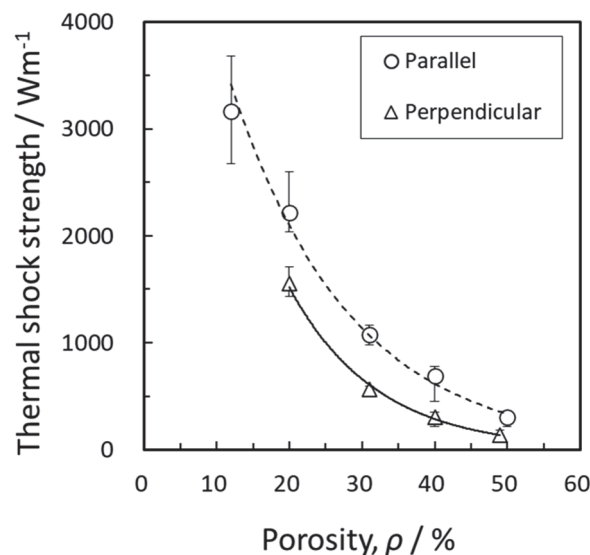 Thermal shock strength / Wm⁻¹
4000
3000
2000
1000
0
Parallel
Perpendicular
0 10 20 30 40 50 60
Porosity, ρ / %